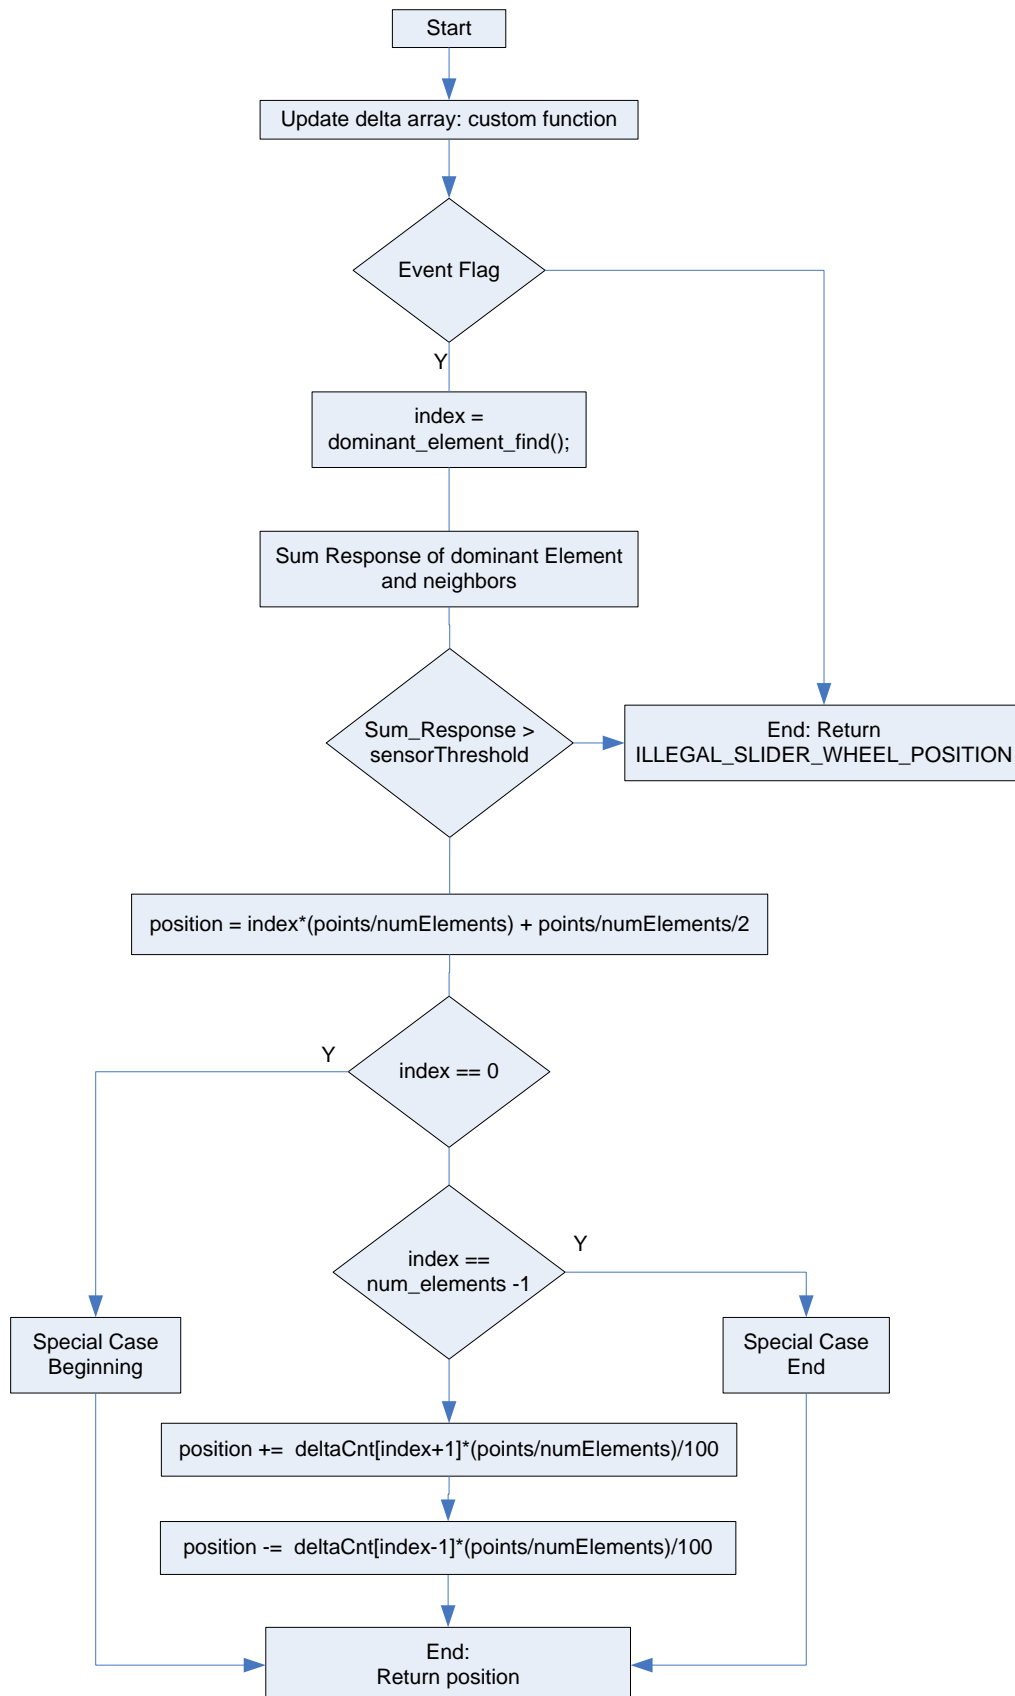 Start
Update delta array: custom function
Event Flag
Y
index =
dominant_element_find();
Sum Response of dominant Element
and neighbors
Sum_Response >
sensorThreshold
End: Return
ILLEGAL_SLIDER_WHEEL_POSITION
position = index*(points/numElements) + points/numElements/2
Y
index == 0
index ==
num_elements -1
Y
Special Case
Beginning
Special Case
End
position += deltaCnt[index+1]*(points/numElements)/100
position -= deltaCnt[index-1]*(points/numElements)/100
End:
Return position